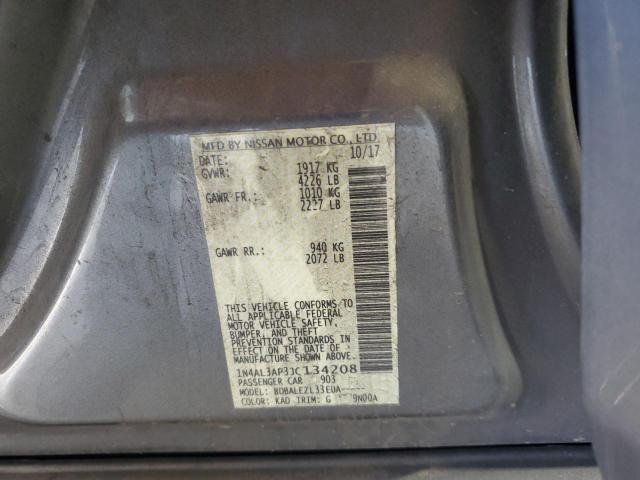 MFD BY NISSAN MOTOR CO., LTD
DATE: 10/17
GVWR: 1917 KG
4226 LB
GAWR FR.: 1010 KG
2227 LB
GAWR RR.: 940 KG
2072 LB
THIS VEHICLE CONFORMS TO
ALL APPLICABLE FEDERAL
MOTOR VEHICLE SAFETY,
BUMPER, AND THEFT
PREVENTION STANDARDS IN
EFFECT ON THE DATE OF
MANUFACTURE SHOWN ABOVE.
1N4AL3AP3JC134208
PASSENGER CAR 903
MODEL: BDBALEZL33EUA
COLOR: KAD TRIM: G 9N00A